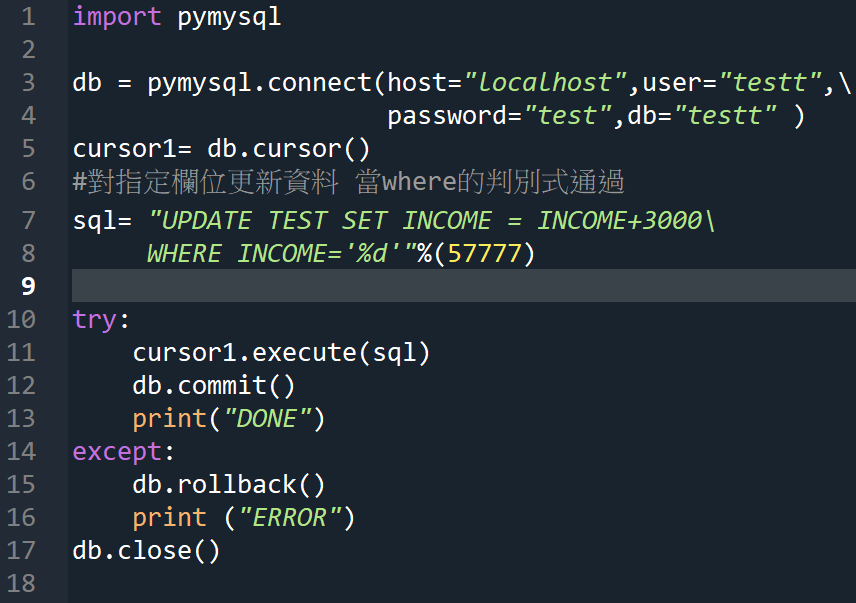 1 import pymysql
2
3 db = pymysql.connect(host="localhost",user="testt",\
4                      password="test",db="testt" )
5 cursor1= db.cursor()
6 #對指定欄位更新資料 當where的判別式通過
7 sql= "UPDATE TEST SET INCOME = INCOME+3000\
8      WHERE INCOME='%d'"%(57777)
9
10 try:
11     cursor1.execute(sql)
12     db.commit()
13     print("DONE")
14 except:
15     db.rollback()
16     print ("ERROR")
17 db.close()
18